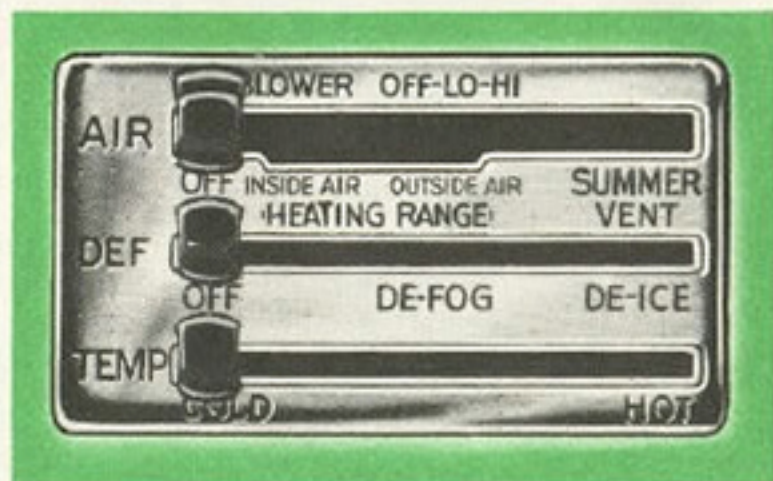 BLOWER OFF-LO-HI
AIR
OFF INSIDE AIR OUTSIDE AIR SUMMER
HEATING RANGE VENT
DEF
OFF DE-FOG DE-ICE
TEMP
COLD HOT